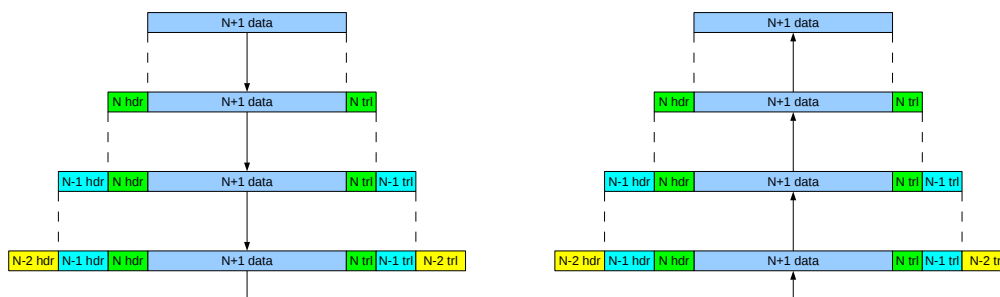 N+1 data N+1 data
N hdr N+1 data N trl N hdr N+1 data N trl
N-1 hdr N hdr N+1 data N trl N-1 trl N-1 hdr N hdr N+1 data N trl N-1 trl
N-2 hdr N-1 hdr N hdr N+1 data N trl N-1 trl N-2 trl N-2 hdr N-1 hdr N hdr N+1 data N trl N-1 trl N-2 trl